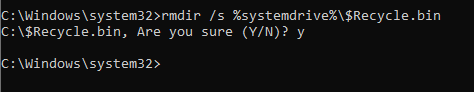 C:\Windows\system32>rmdir /s %systemdrive%\$Recycle.bin
C:\$Recycle.bin, Are you sure (Y/N)? y
C:\Windows\system32>